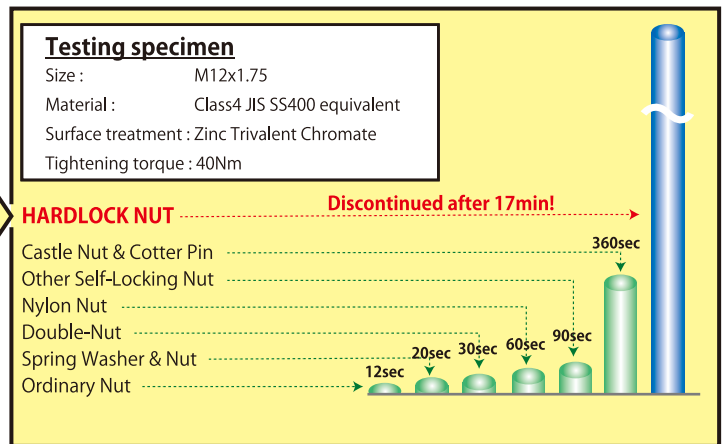 Testing specimen
Size : M12x1.75
Material : Class4 JIS SS400 equivalent
Surface treatment : Zinc Trivalent Chromate
Tightening torque : 40Nm
HARDLOCK NUT Discontinued after 17min!
Castle Nut & Cotter Pin 360sec
Other Self-Locking Nut 90sec
Nylon Nut 60sec
Double-Nut 30sec
Spring Washer & Nut 20sec
Ordinary Nut 12sec